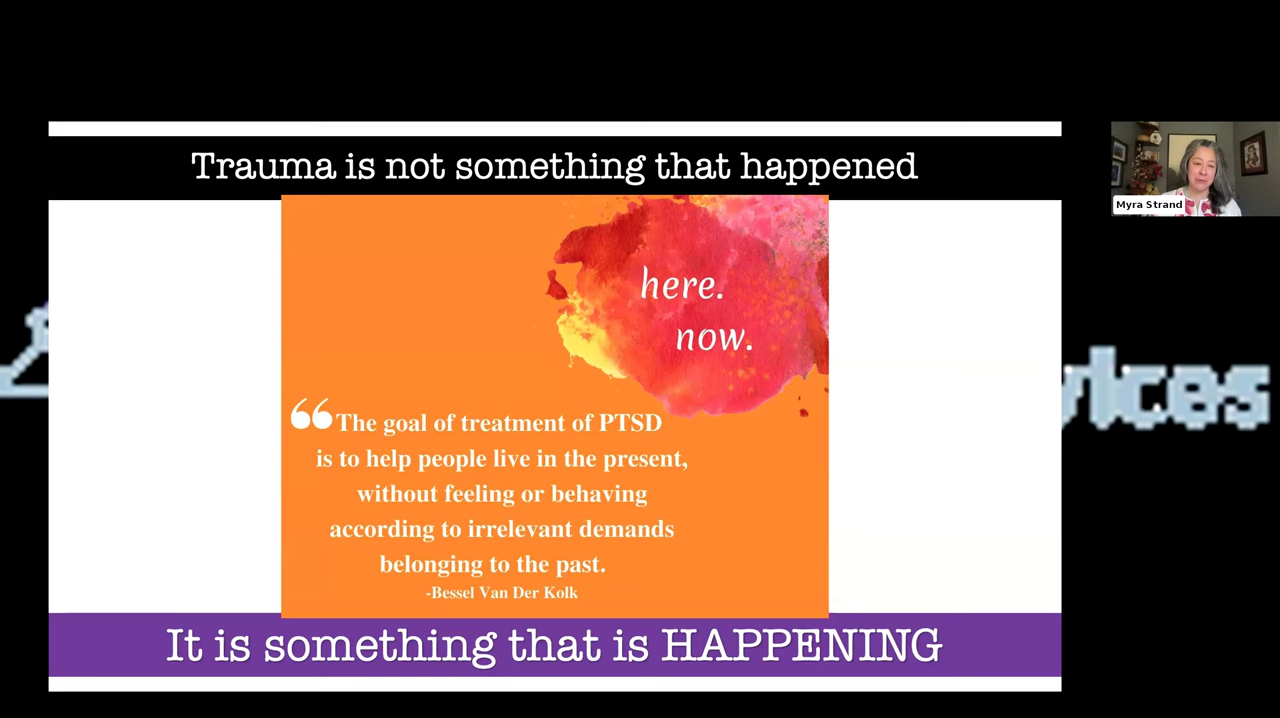 Trauma is not something that happened
here.
now.
“The goal of treatment of PTSD
is to help people live in the present,
without feeling or behaving
according to irrelevant demands
belonging to the past.
-Bessel Van Der Kolk
It is something that is HAPPENING
Myra Strand